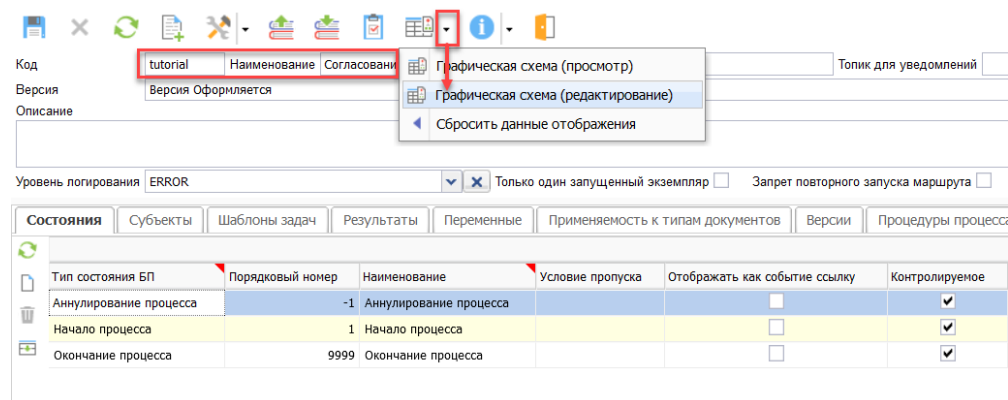 Код tutorial Наименование Согласовани Топик для уведомлений
Графическая схема (просмотр)
Версия Версия Оформляется
Графическая схема (редактирование)
Описание
Сбросить данные отображения
Уровень логирования ERROR Только один запущенный экземпляр Запрет повторного запуска маршрута
Состояния Субъекты Шаблоны задач Результаты Переменные Применяемость к типам документов Версии Процедуры процесса
Тип состояния БП Порядковый номер Наименование Условие пропуска Отображать как событие ссылку Контролируемое
Аннулирование процесса -1 Аннулирование процесса
Начало процесса 1 Начало процесса
Окончание процесса 9999 Окончание процесса